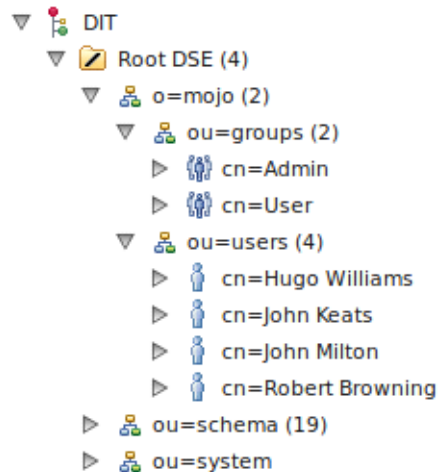 DIT
Root DSE (4)
o=mojo (2)
ou=groups (2)
cn=Admin
cn=User
ou=users (4)
cn=Hugo Williams
cn=John Keats
cn=John Milton
cn=Robert Browning
ou=schema (19)
ou=system